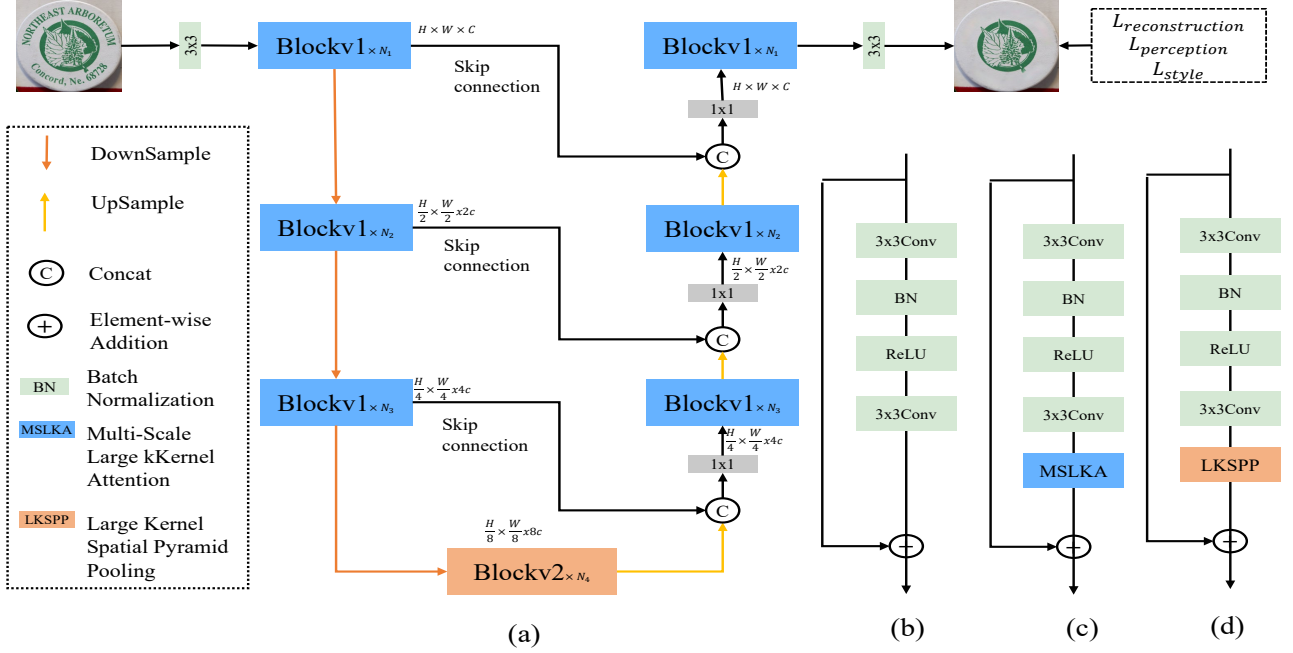 NORTHEAST ARBORETUM
Concord, Ne. 68728
3x3
Blockv1 × N₁
H × W × C
Skip
connection
Blockv1 × N₁
3x3
L_reconstruction
L_perception
L_style
H × W × C
1x1
C
DownSample
UpSample
C
Concat
+
Element-wise
Addition
BN
Batch
Normalization
MSLKA
Multi-Scale
Large kKernel
Attention
LKSPP
Large Kernel
Spatial Pyramid
Pooling
Blockv1 × N₂
H/2 × W/2 x2c
Skip
connection
Blockv1 × N₂
H/2 × W/2 x2c
1x1
C
Blockv1 × N₃
H/4 × W/4 x4c
Skip
connection
Blockv1 × N₃
H/4 × W/4 x4c
1x1
C
H/8 × W/8 x8c
Blockv2 × N₄
(a)
3x3Conv
BN
ReLU
3x3Conv
+
(b)
3x3Conv
BN
ReLU
3x3Conv
MSLKA
+
(c)
3x3Conv
BN
ReLU
3x3Conv
LKSPP
+
(d)